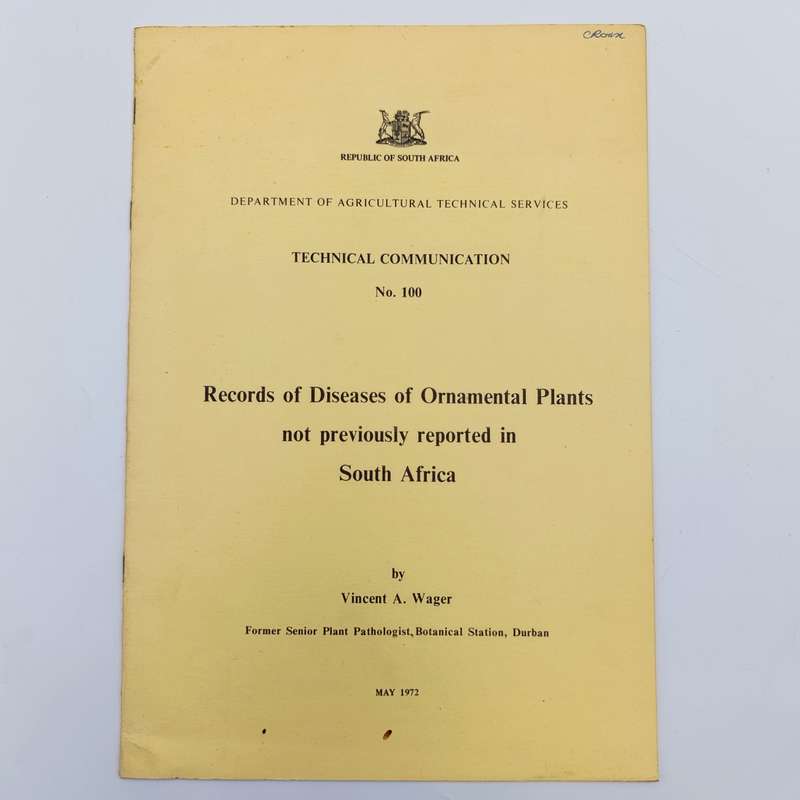 REPUBLIC OF SOUTH AFRICA
DEPARTMENT OF AGRICULTURAL TECHNICAL SERVICES
TECHNICAL COMMUNICATION
No. 100
Records of Diseases of Ornamental Plants
not previously reported in
South Africa
by
Vincent A. Wager
Former Senior Plant Pathologist, Botanical Station, Durban
MAY 1972